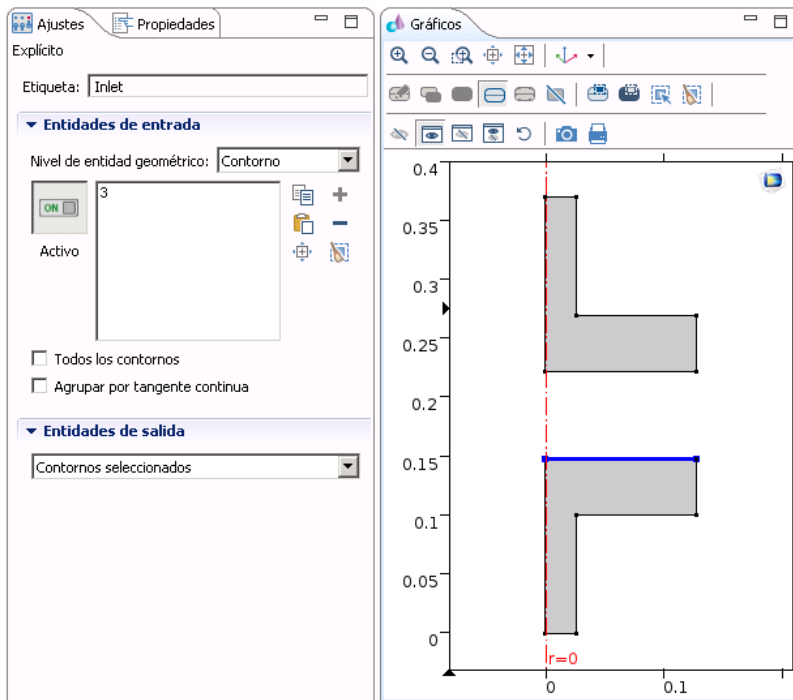 Ajustes
Propiedades
Explícito
Etiqueta: Inlet
Entidades de entrada
Nivel de entidad geométrico: Contorno
3
ON
Activo
Todos los contornos
Agrupar por tangente continua
Entidades de salida
Contornos seleccionados
Gráficos
0.4
0.35
0.3
0.25
0.2
0.15
0.1
0.05
0
r=0
0
0.1